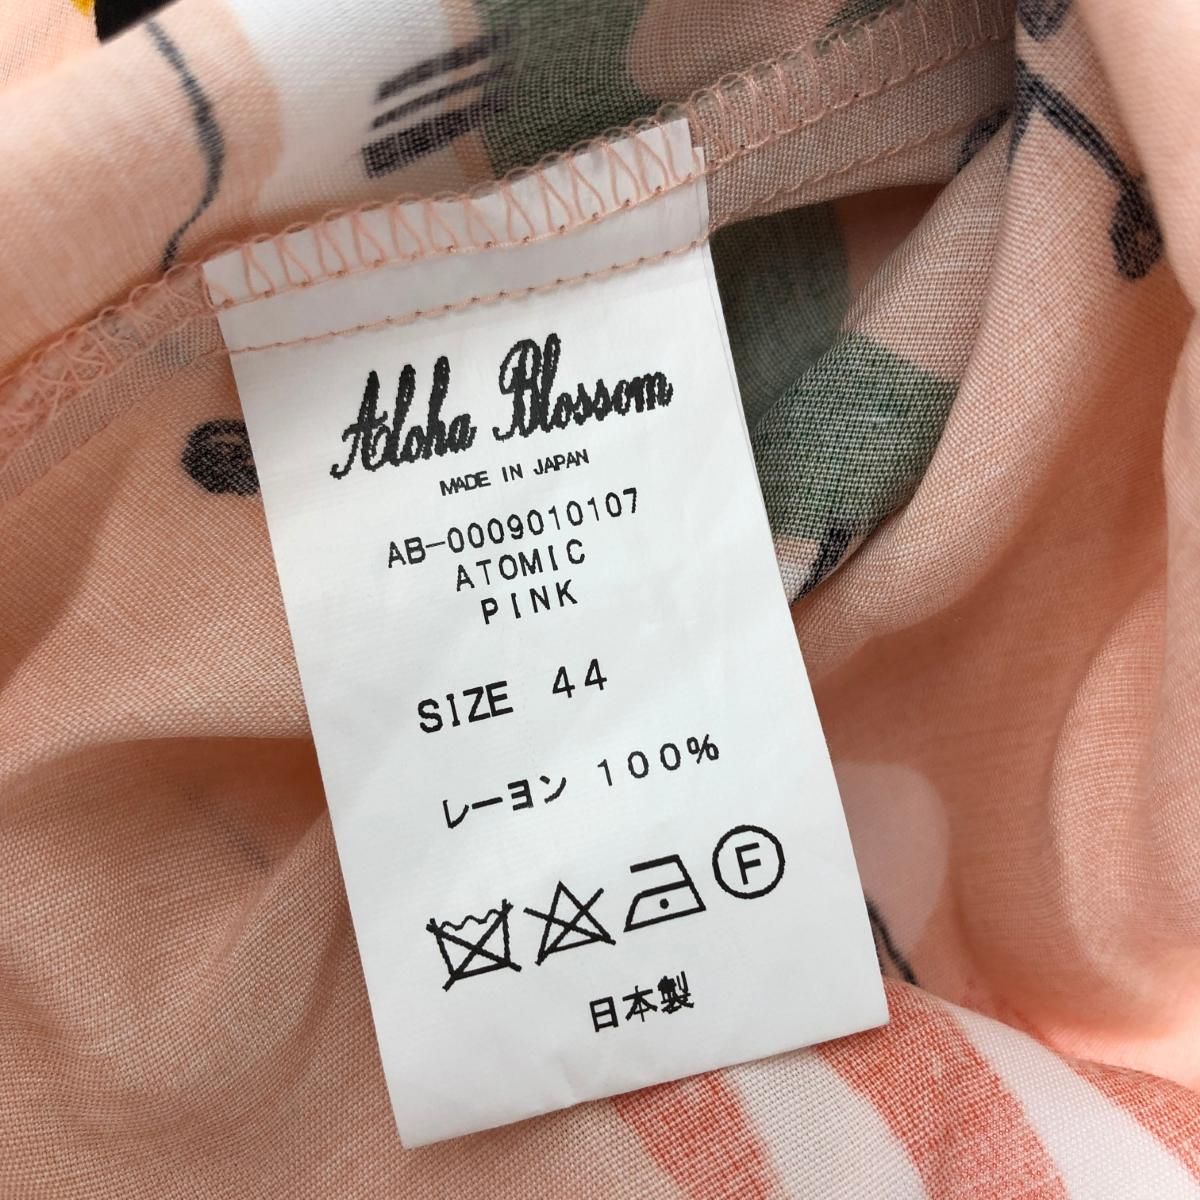 Aloha Blossom
MADE IN JAPAN
AB-0009010107
ATOMIC
PINK
SIZE 44
レーヨン 100%
F
日本製